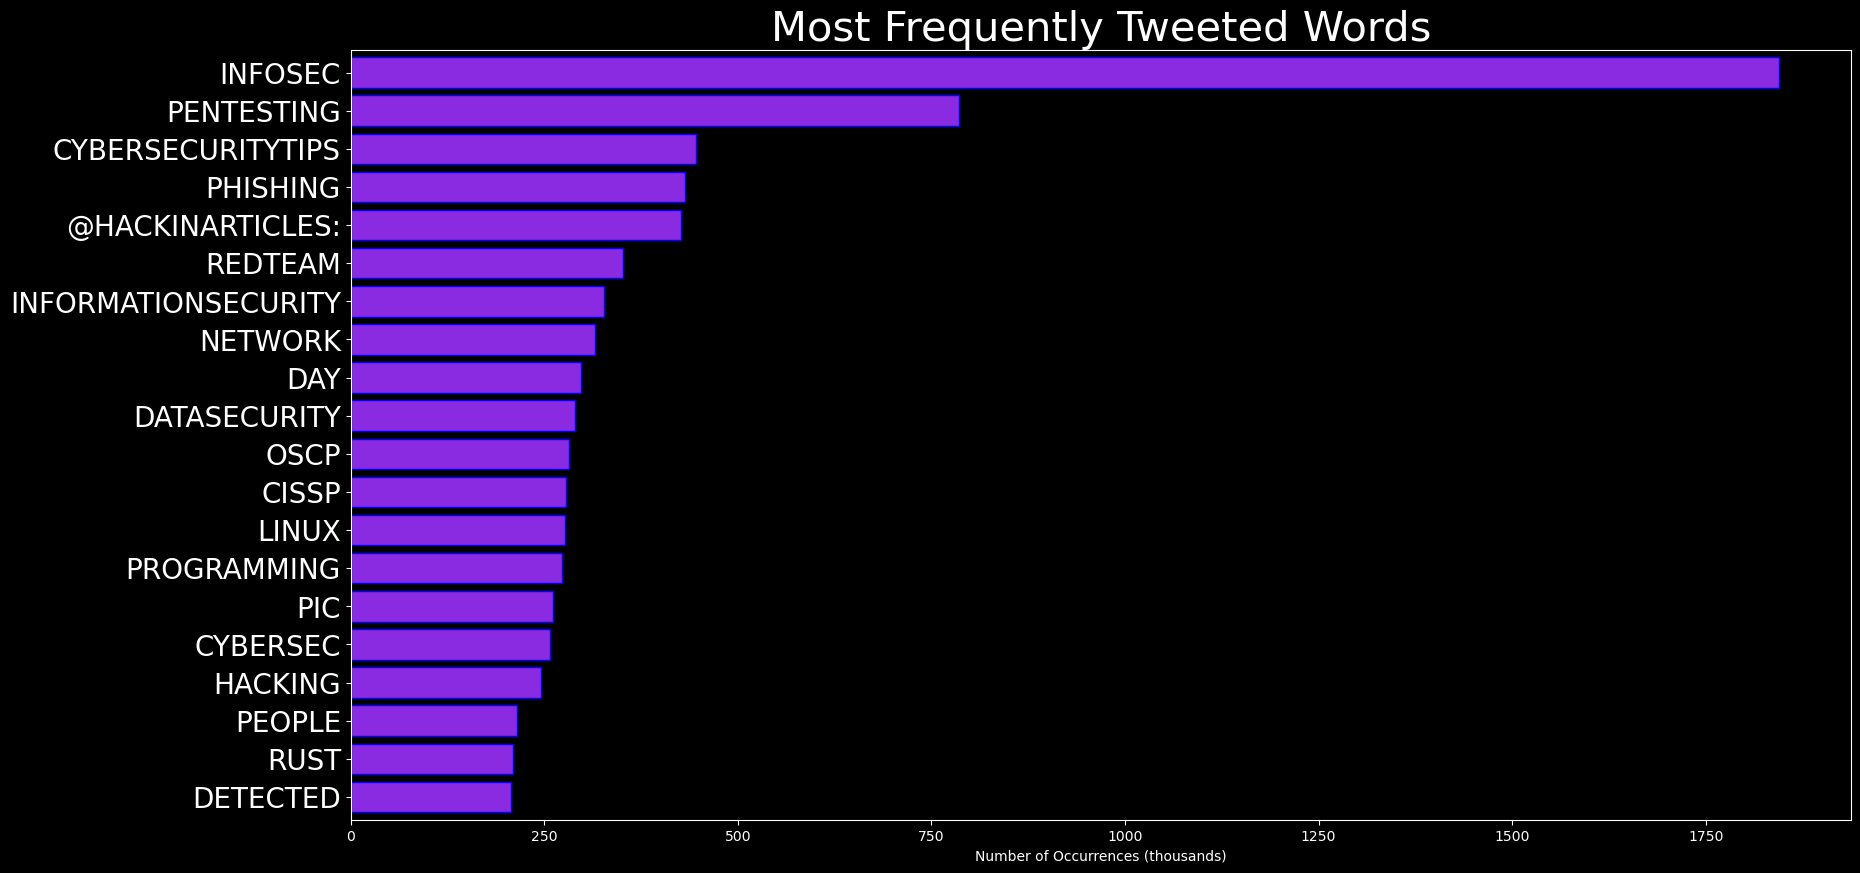 Most Frequently Tweeted Words
INFOSEC
PENTESTING
CYBERSECURITYTIPS
PHISHING
@HACKINARTICLES:
REDTEAM
INFORMATIONSECURITY
NETWORK
DAY
DATASECURITY
OSCP
CISSP
LINUX
PROGRAMMING
PIC
CYBERSEC
HACKING
PEOPLE
RUST
DETECTED
0 250 500 750 1000 1250 1500 1750
Number of Occurrences (thousands)